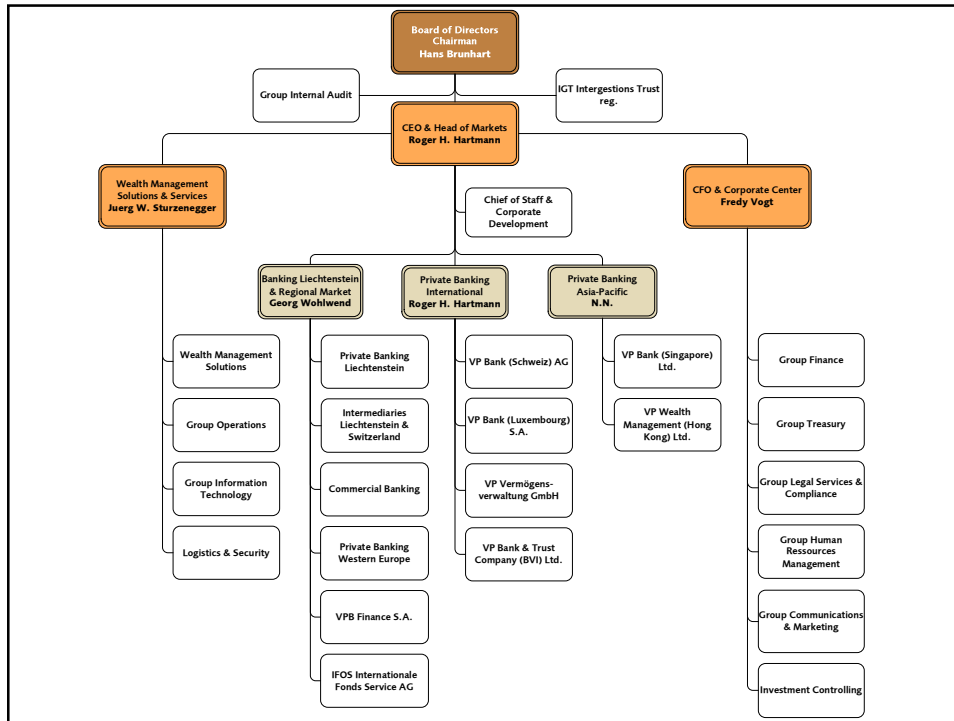 Board of Directors
Chairman
Hans Brunhart
Group Internal Audit
IGT Intergestions Trust
reg.
CEO & Head of Markets
Roger H. Hartmann
Wealth Management
Solutions & Services
Juerg W. Sturzenegger
CFO & Corporate Center
Fredy Vogt
Chief of Staff &
Corporate
Development
Banking Liechtenstein
& Regional Market
Georg Wohlwend
Private Banking
International
Roger H. Hartmann
Private Banking
Asia-Pacific
N.N.
Wealth Management
Solutions
Group Operations
Group Information
Technology
Logistics & Security
Private Banking
Liechtenstein
Intermediaries
Liechtenstein &
Switzerland
Commercial Banking
Private Banking
Western Europe
VPB Finance S.A.
IFOS Internationale
Fonds Service AG
VP Bank (Schweiz) AG
VP Bank (Luxembourg)
S.A.
VP Vermögens-
verwaltung GmbH
VP Bank & Trust
Company (BVI) Ltd.
VP Bank (Singapore)
Ltd.
VP Wealth
Management (Hong
Kong) Ltd.
Group Finance
Group Treasury
Group Legal Services &
Compliance
Group Human
Ressources
Management
Group Communications
& Marketing
Investment Controlling